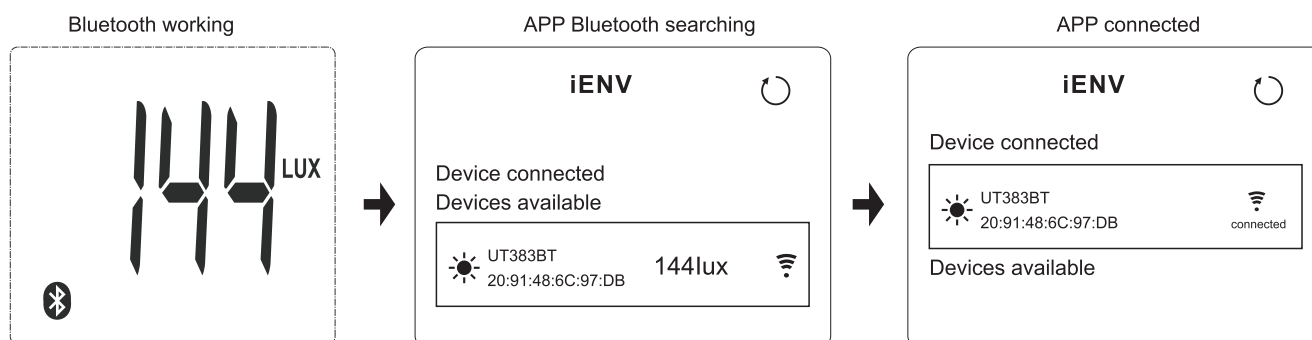 Bluetooth working
144 LUX
APP Bluetooth searching
iENV
Device connected
Devices available
UT383BT
20:91:48:6C:97:DB
144lux
APP connected
iENV
Device connected
UT383BT
20:91:48:6C:97:DB
connected
Devices available